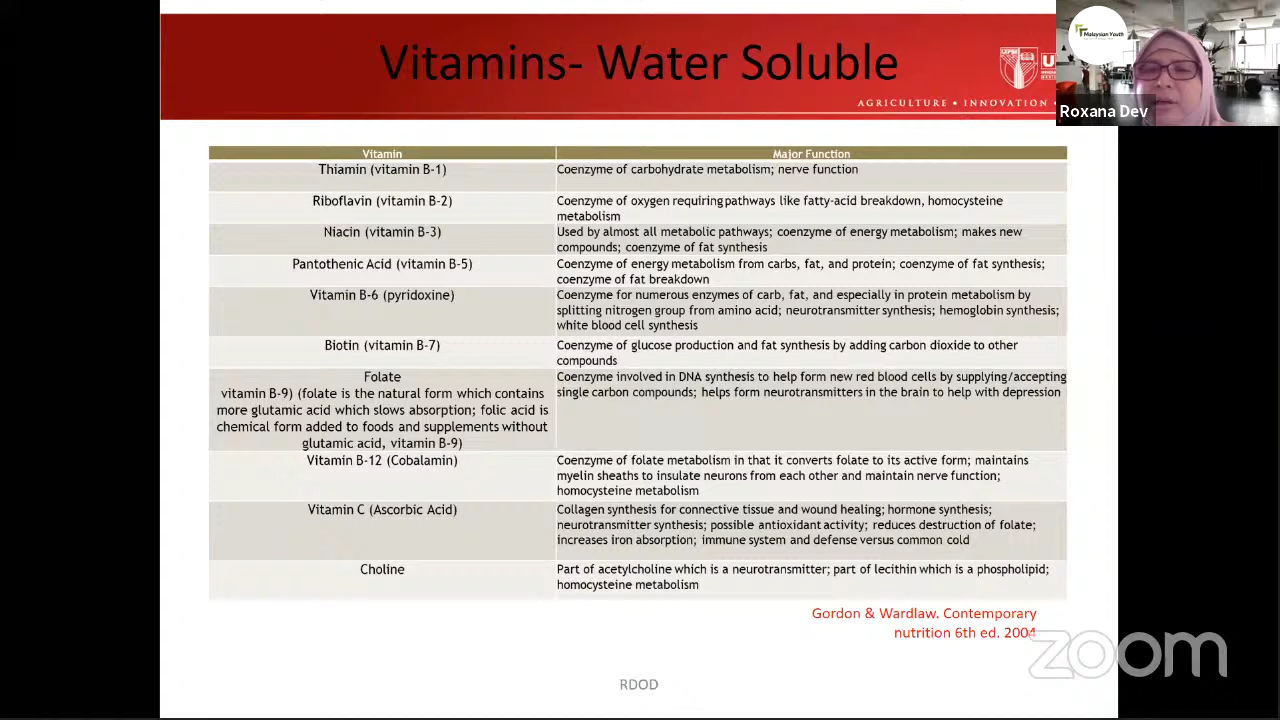 Vitamins- Water Soluble
Malaysian Youth
UPM
U
AGRICULTURE • INNOVATION •
Roxana Dev
Vitamin Major Function
Thiamin (vitamin B-1) Coenzyme of carbohydrate metabolism; nerve function
Riboflavin (vitamin B-2) Coenzyme of oxygen requiring pathways like fatty-acid breakdown, homocysteine
metabolism
Niacin (vitamin B-3) Used by almost all metabolic pathways; coenzyme of energy metabolism; makes new
compounds; coenzyme of fat synthesis
Pantothenic Acid (vitamin B-5) Coenzyme of energy metabolism from carbs, fat, and protein; coenzyme of fat synthesis;
coenzyme of fat breakdown
Vitamin B-6 (pyridoxine) Coenzyme for numerous enzymes of carb, fat, and especially in protein metabolism by
splitting nitrogen group from amino acid; neurotransmitter synthesis; hemoglobin synthesis;
white blood cell synthesis
Biotin (vitamin B-7) Coenzyme of glucose production and fat synthesis by adding carbon dioxide to other
compounds
Folate
vitamin B-9) (folate is the natural form which contains
more glutamic acid which slows absorption; folic acid is
chemical form added to foods and supplements without
glutamic acid, vitamin B-9)
Coenzyme involved in DNA synthesis to help form new red blood cells by supplying/accepting
single carbon compounds; helps form neurotransmitters in the brain to help with depression
Vitamin B-12 (Cobalamin) Coenzyme of folate metabolism in that it converts folate to its active form; maintains
myelin sheaths to insulate neurons from each other and maintain nerve function;
homocysteine metabolism
Vitamin C (Ascorbic Acid) Collagen synthesis for connective tissue and wound healing; hormone synthesis;
neurotransmitter synthesis; possible antioxidant activity; reduces destruction of folate;
increases iron absorption; immune system and defense versus common cold
Choline Part of acetylcholine which is a neurotransmitter; part of lecithin which is a phospholipid;
homocysteine metabolism
Gordon & Wardlaw. Contemporary
nutrition 6th ed. 2004
zoom
RDOD